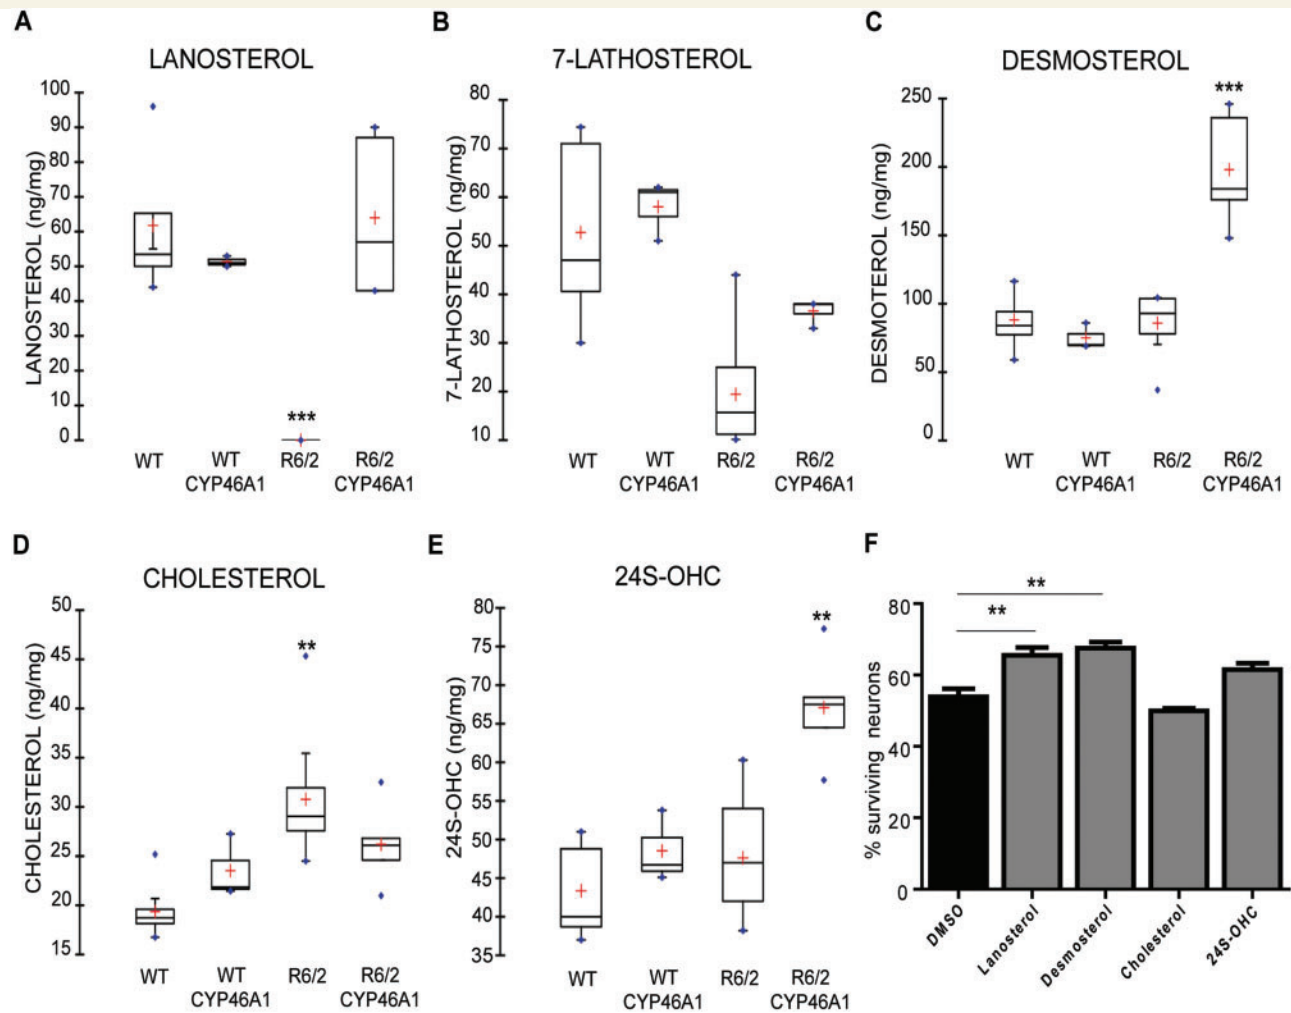 A
LANOSTEROL
LANOSTEROL (ng/mg)
100
90
80
70
60
50
40
30
20
10
0
***
WT
WT
CYP46A1
R6/2
R6/2
CYP46A1
B
7-LATHOSTEROL
7-LATHOSTEROL (ng/mg)
80
70
60
50
40
30
20
10
WT
WT
CYP46A1
R6/2
R6/2
CYP46A1
C
DESMOSTEROL
DESMOTEROL (ng/mg)
250
200
150
100
50
0
***
WT
WT
CYP46A1
R6/2
R6/2
CYP46A1
D
CHOLESTEROL
CHOLESTEROL (ng/mg)
50
45
40
35
30
25
20
15
**
WT
WT
CYP46A1
R6/2
R6/2
CYP46A1
E
24S-OHC
24S-OHC (ng/mg)
80
75
70
65
60
55
50
45
40
35
**
WT
WT
CYP46A1
R6/2
R6/2
CYP46A1
F
% surviving neurons
80
60
40
20
0
**
**
DMSO
Lanosterol
Desmosterol
Cholesterol
24S-OHC